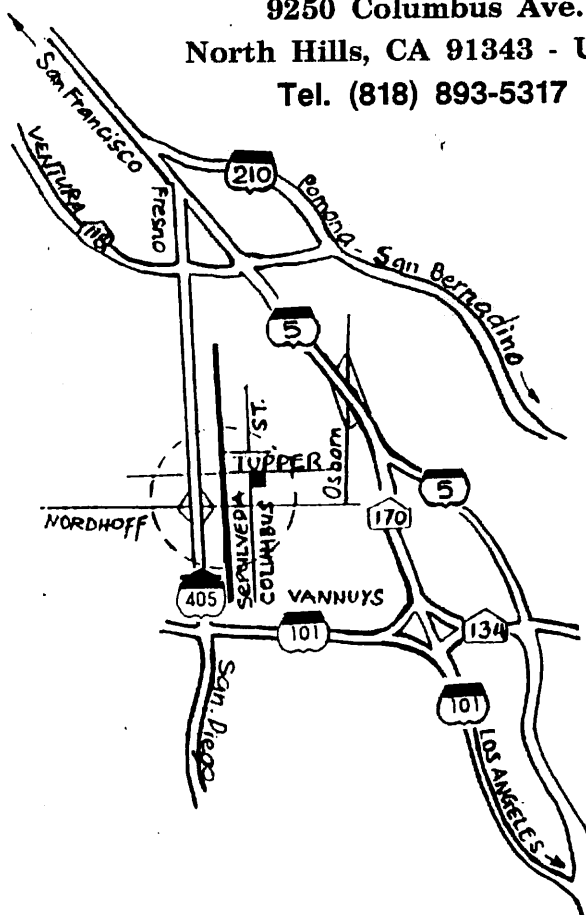 9250 Columbus Ave.
North Hills, CA 91343 - U
Tel. (818) 893-5317
San Francisco
VENTURA
118
Fresno
210
Pomona - San Bernadino
5
ST.
TUPPER
Osborn
SEPULVEDA
COLUMBUS
NORDHOFF
5
170
405
VANNUYS
101
134
San. Diego
101
LOS ANGELES